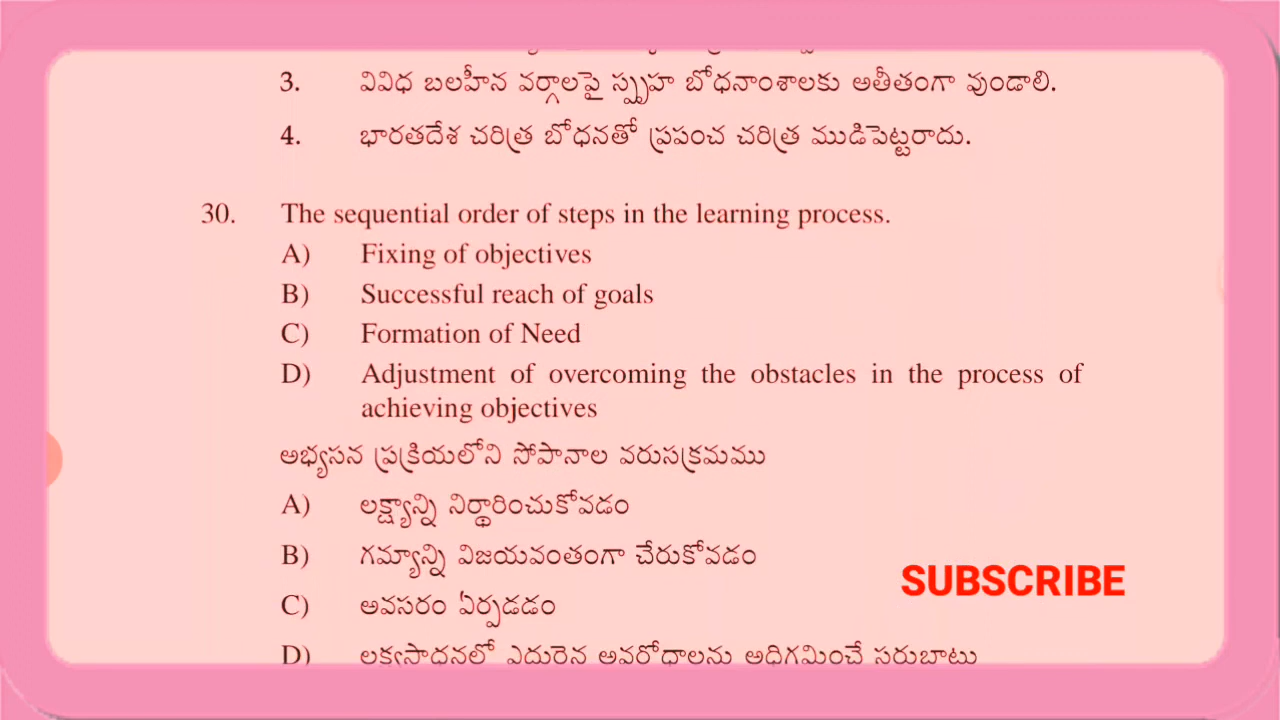 3. వివిధ బలహీన వర్గాలపై స్పృహ బోధనాంశాలకు అతీతంగా వుండాలి.
4. భారతదేశ చరిత్ర బోధనతో ప్రపంచ చరిత్ర ముడిపెట్టరాదు.
30. The sequential order of steps in the learning process.
A) Fixing of objectives
B) Successful reach of goals
C) Formation of Need
D) Adjustment of overcoming the obstacles in the process of
achieving objectives
అభ్యసన ప్రక్రియలోని సోపానాల వరుసక్రమము
A) లక్ష్యాన్ని నిర్థారించుకోవడం
B) గమ్యాన్ని విజయవంతంగా చేరుకోవడం
SUBSCRIBE
C) అవసరం ఏర్పడడం
D) లక్ష్యసాధనలో ఎదురైన అవరోధాలను అధిగమించే సర్దుబాటు